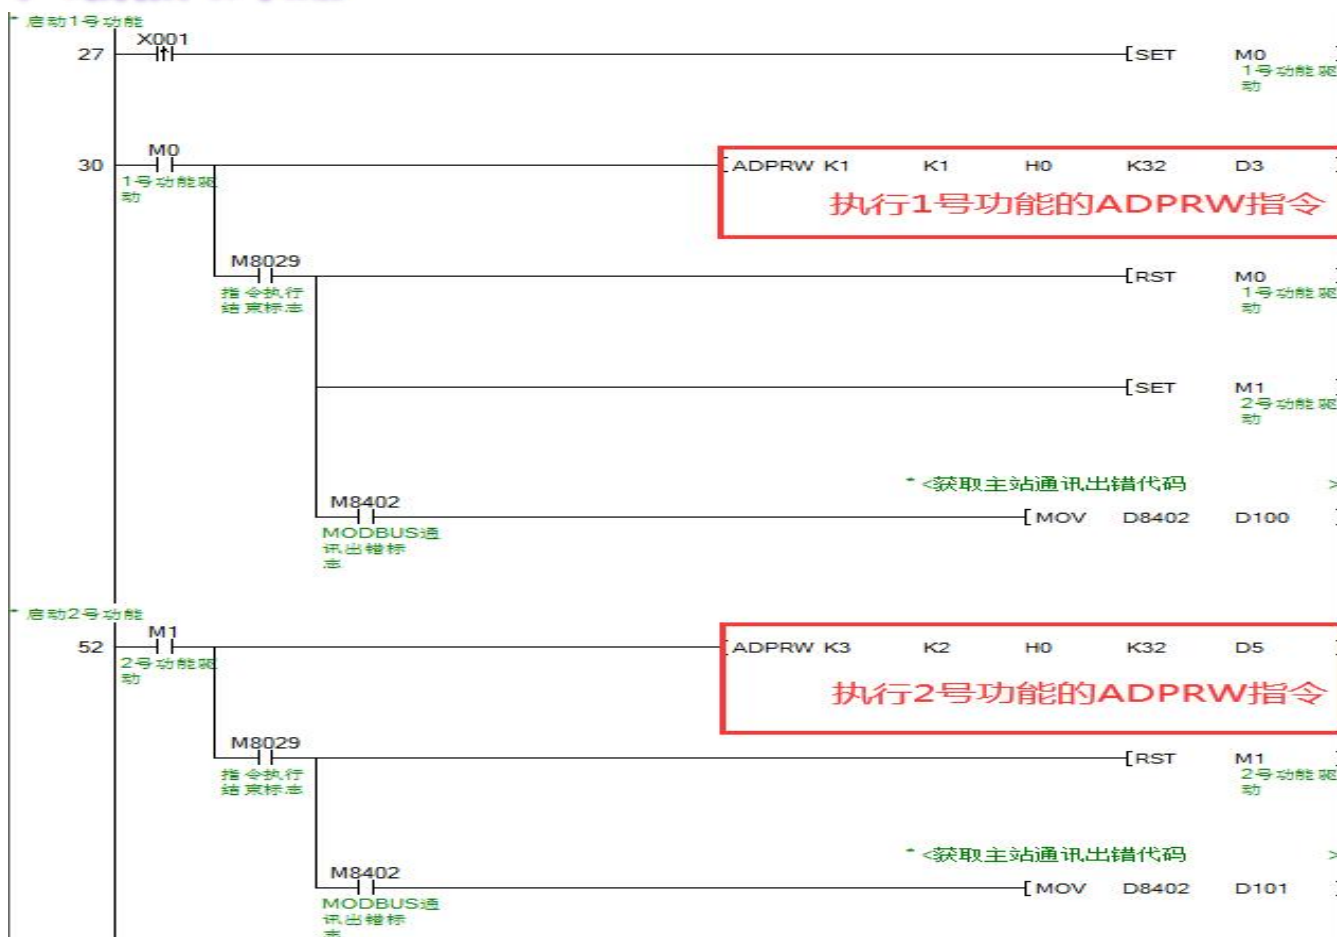 * 启动1号功能
X001
27 [SET M0
1号功能驱
动
M0
30 [ADPRW K1 K1 H0 K32 D3
1号功能驱
动
执行1号功能的ADPRW指令
M8029
[RST M0
指令执行
结束标志
1号功能驱
动
[SET M1
2号功能驱
动
* <获取主站通讯出错代码 >
M8402
[MOV D8402 D100
MODBUS通
讯出错标
志
* 启动2号功能
M1
52 [ADPRW K3 K2 H0 K32 D5
2号功能驱
动
执行2号功能的ADPRW指令
M8029
[RST M1
指令执行
结束标志
2号功能驱
动
* <获取主站通讯出错代码 >
M8402
[MOV D8402 D101
MODBUS通
讯出错标
志